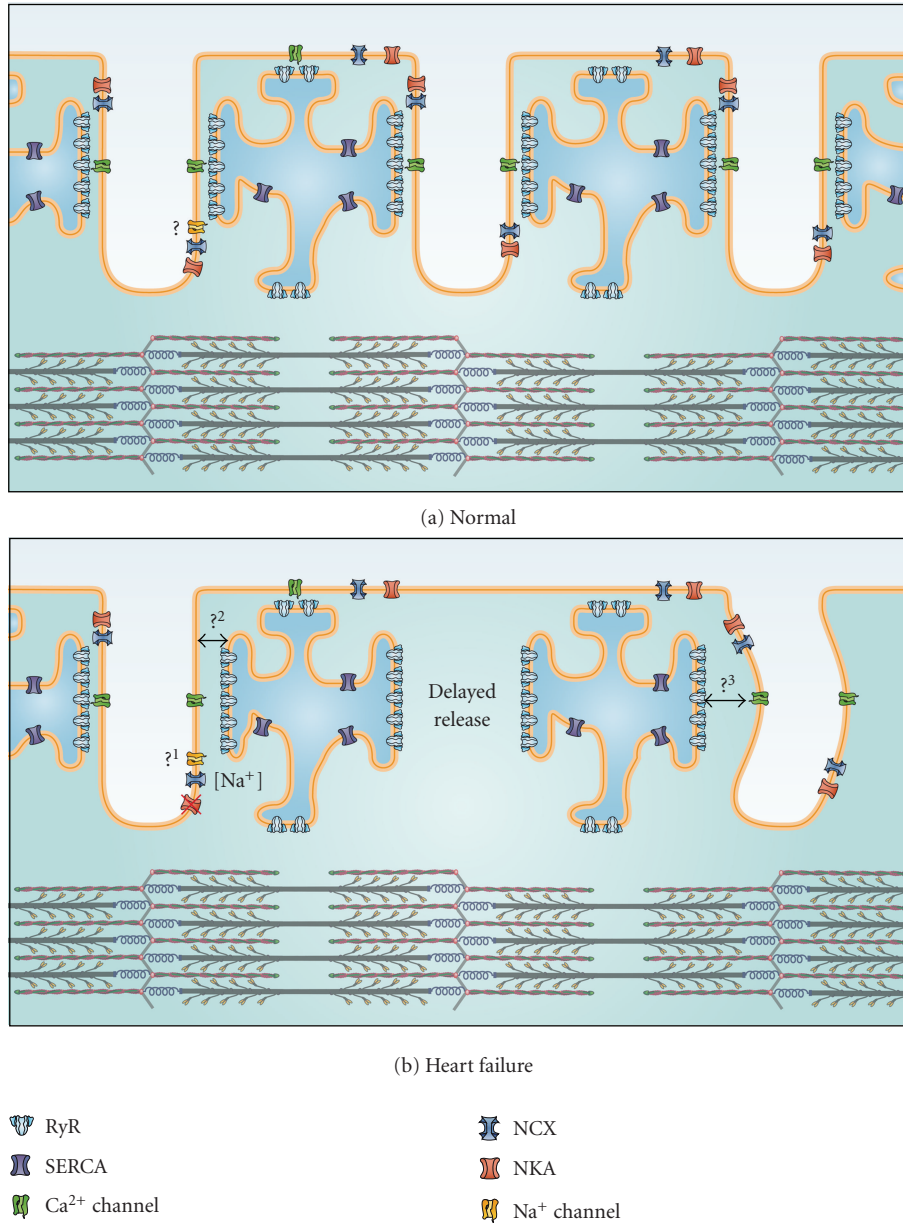 ?
(a) Normal
?2
?3
Delayed
release
?1
[Na+]
(b) Heart failure
RyR
NCX
SERCA
NKA
Ca2+ channel
Na+ channel